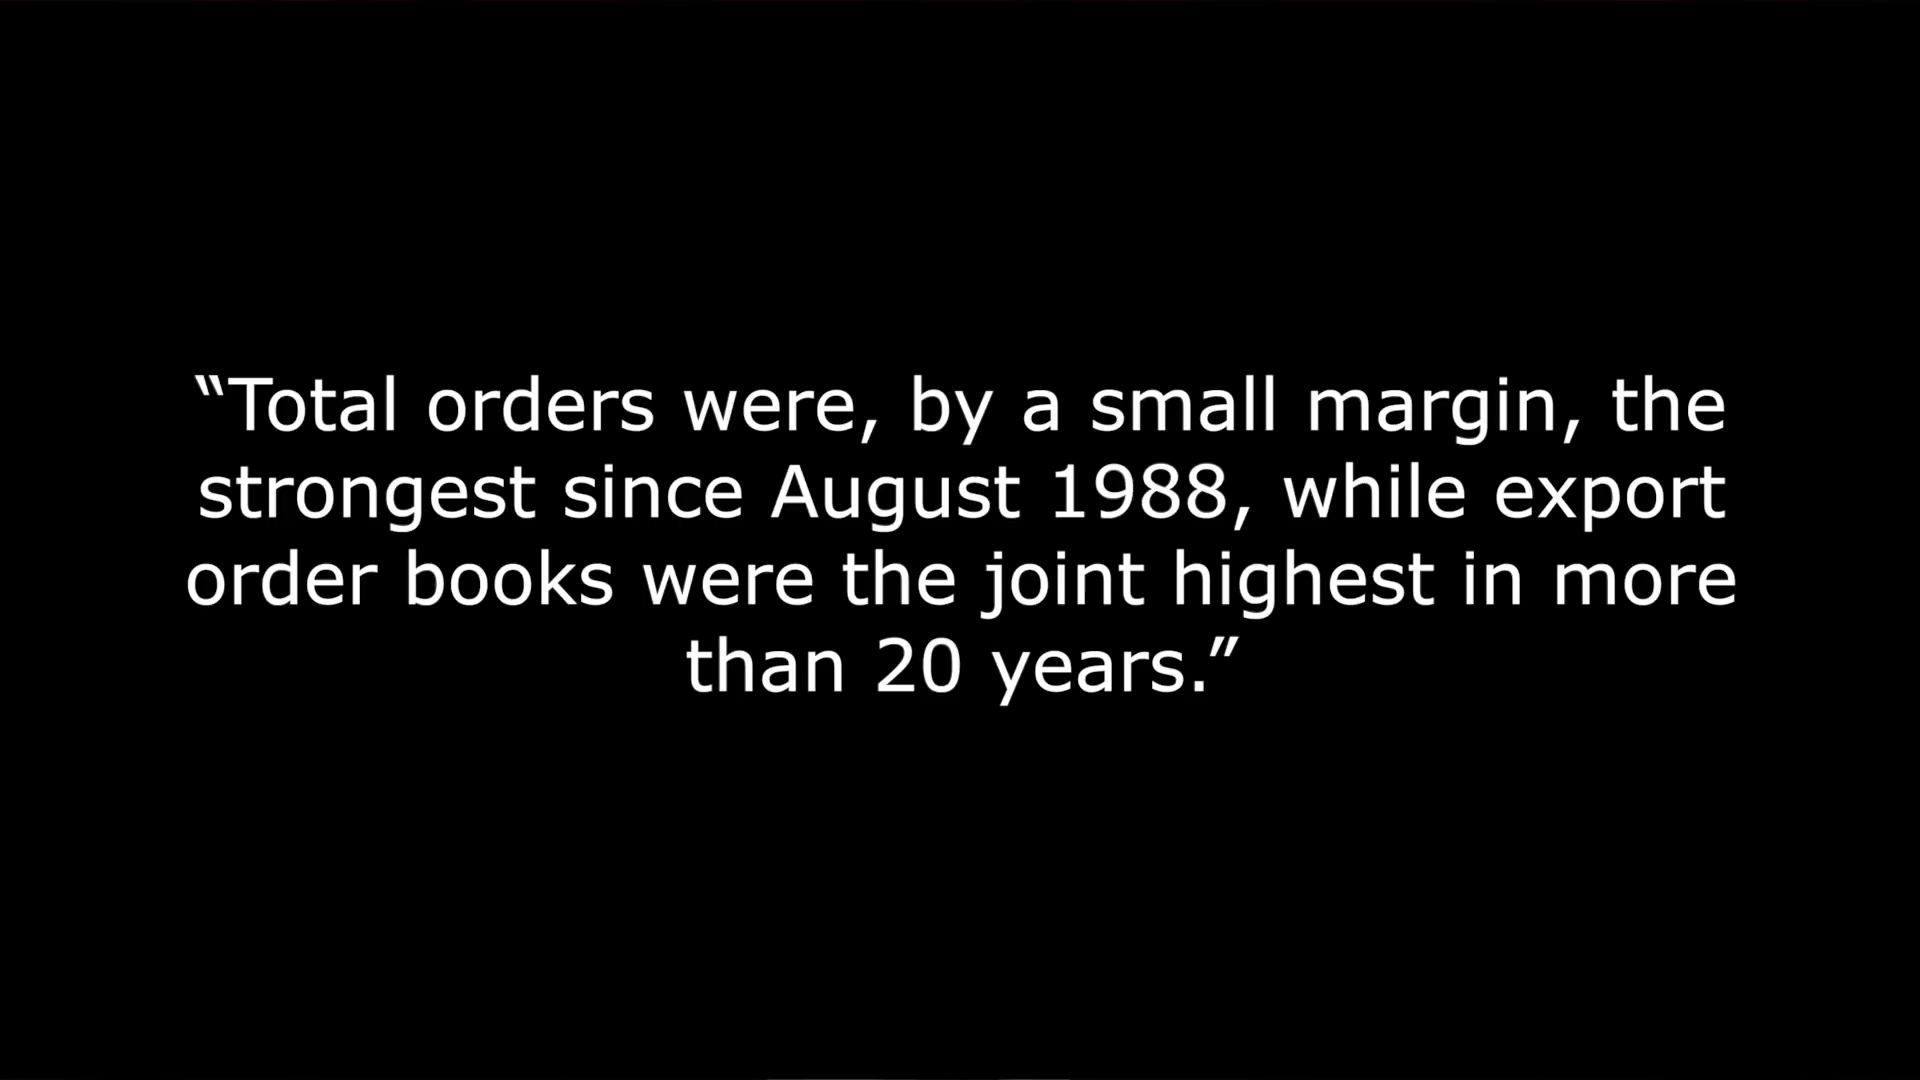 “Total orders were, by a small margin, the
strongest since August 1988, while export
order books were the joint highest in more
than 20 years.”